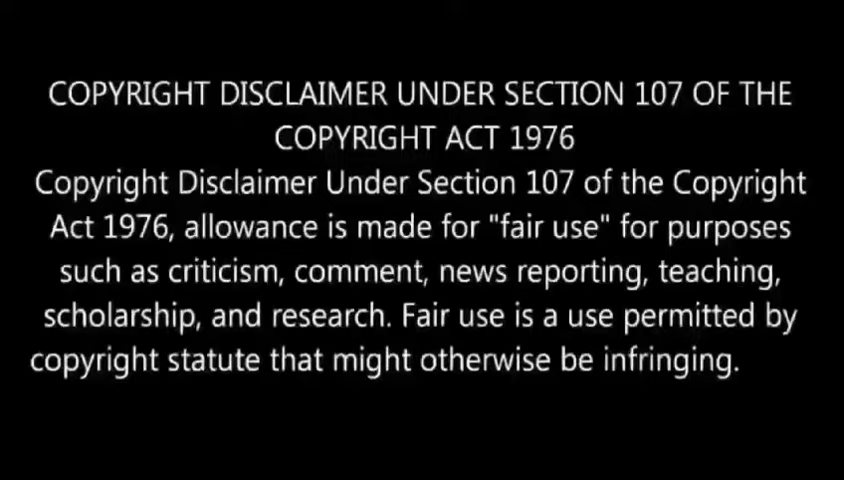 COPYRIGHT DISCLAIMER UNDER SECTION 107 OF THE
COPYRIGHT ACT 1976
Copyright Disclaimer Under Section 107 of the Copyright
Act 1976, allowance is made for "fair use" for purposes
such as criticism, comment, news reporting, teaching,
scholarship, and research. Fair use is a use permitted by
copyright statute that might otherwise be infringing.